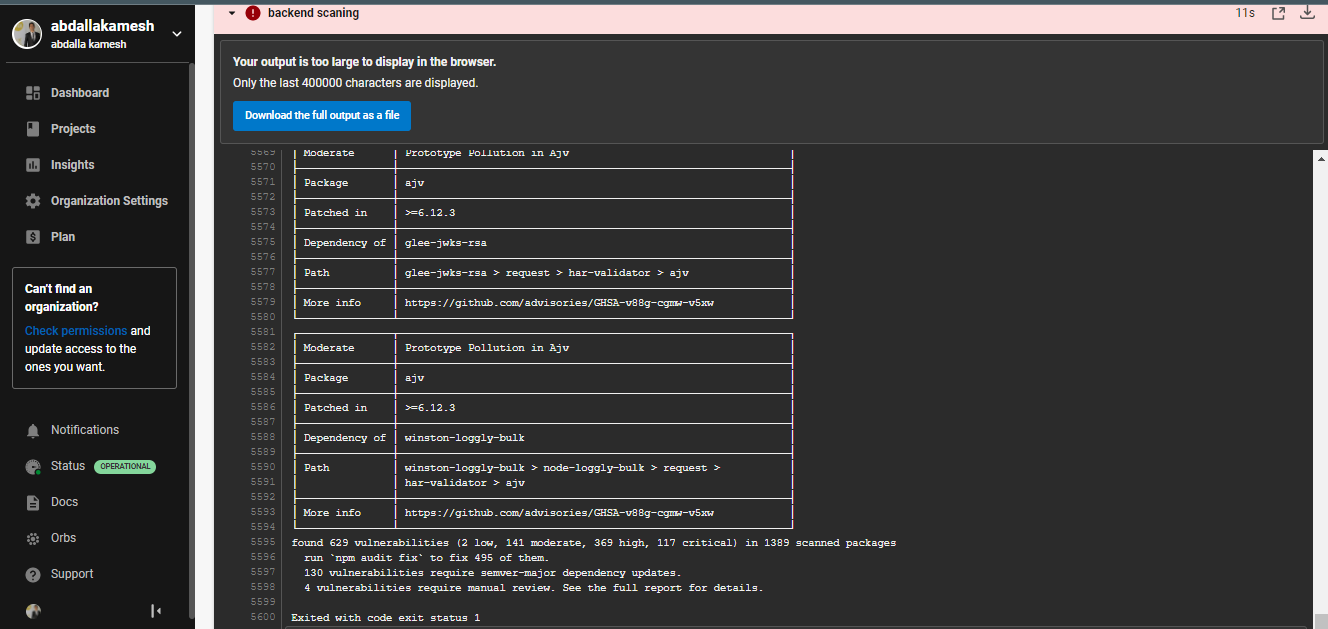 abdallakamesh
abdalla kamesh
Dashboard
Projects
Insights
Organization Settings
Plan
Can't find an
organization?
Check permissions and
update access to the
ones you want.
Notifications
Status OPERATIONAL
Docs
Orbs
Support
backend scaning
11s
Your output is too large to display in the browser.
Only the last 400000 characters are displayed.
Download the full output as a file
5569 Moderate Prototype Pollution in Ajv
5570
5571 Package ajv
5572
5573 Patched in >=6.12.3
5574
5575 Dependency of glee-jwks-rsa
5576
5577 Path glee-jwks-rsa > request > har-validator > ajv
5578
5579 More info https://github.com/advisories/GHSA-v88g-cgmw-v5xw
5580
5581
5582 Moderate Prototype Pollution in Ajv
5583
5584 Package ajv
5585
5586 Patched in >=6.12.3
5587
5588 Dependency of winston-loggly-bulk
5589
5590 Path winston-loggly-bulk > node-loggly-bulk > request >
5591 har-validator > ajv
5592
5593 More info https://github.com/advisories/GHSA-v88g-cgmw-v5xw
5594
5595 found 629 vulnerabilities (2 low, 141 moderate, 369 high, 117 critical) in 1389 scanned packages
5596 run `npm audit fix` to fix 495 of them.
5597 130 vulnerabilities require semver-major dependency updates.
5598 4 vulnerabilities require manual review. See the full report for details.
5599
5600 Exited with code exit status 1